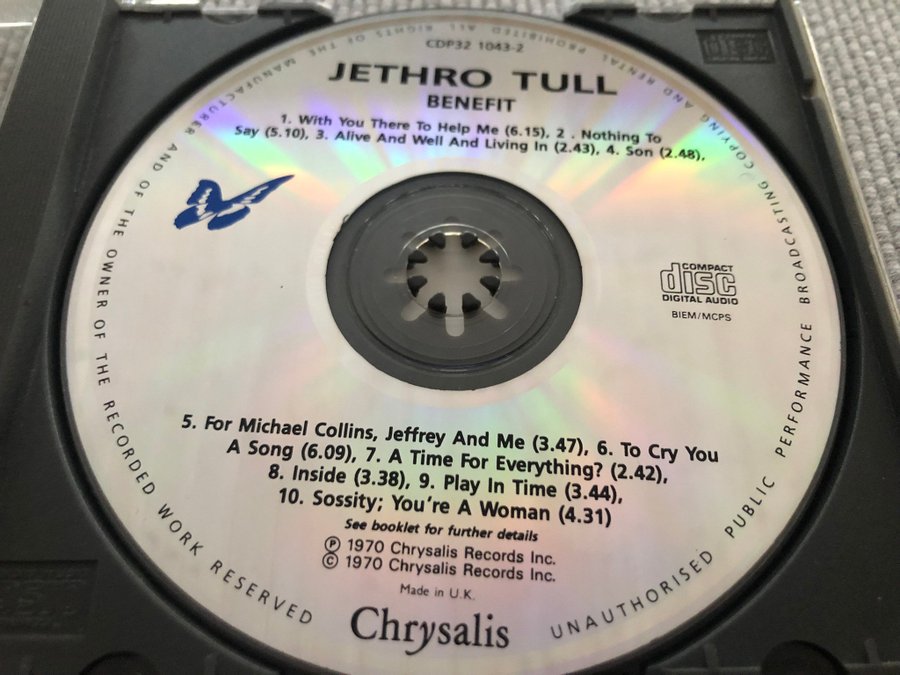 CDP32 1043-2
JETHRO TULL
BENEFIT
1. With You There To Help Me (6.15), 2 . Nothing To
Say (5.10), 3. Alive And Well And Living In (2.43), 4. Son (2.48),
COMPACT
disc
DIGITAL AUDIO
BIEM/MCPS
5. For Michael Collins, Jeffrey And Me (3.47), 6. To Cry You
A Song (6.09), 7. A Time For Everything? (2.42),
8. Inside (3.38), 9. Play In Time (3.44),
10. Sossity; You're A Woman (4.31)
See booklet for further details
Ⓟ 1970 Chrysalis Records Inc.
© 1970 Chrysalis Records Inc.
Made in U.K.
Chrysalis
ALL RIGHTS OF THE MANUFACTURER AND OF THE OWNER OF THE RECORDED WORK RESERVED
UNAUTHORISED PUBLIC PERFORMANCE BROADCASTING COPYING AND RENTAL PROHIBITED